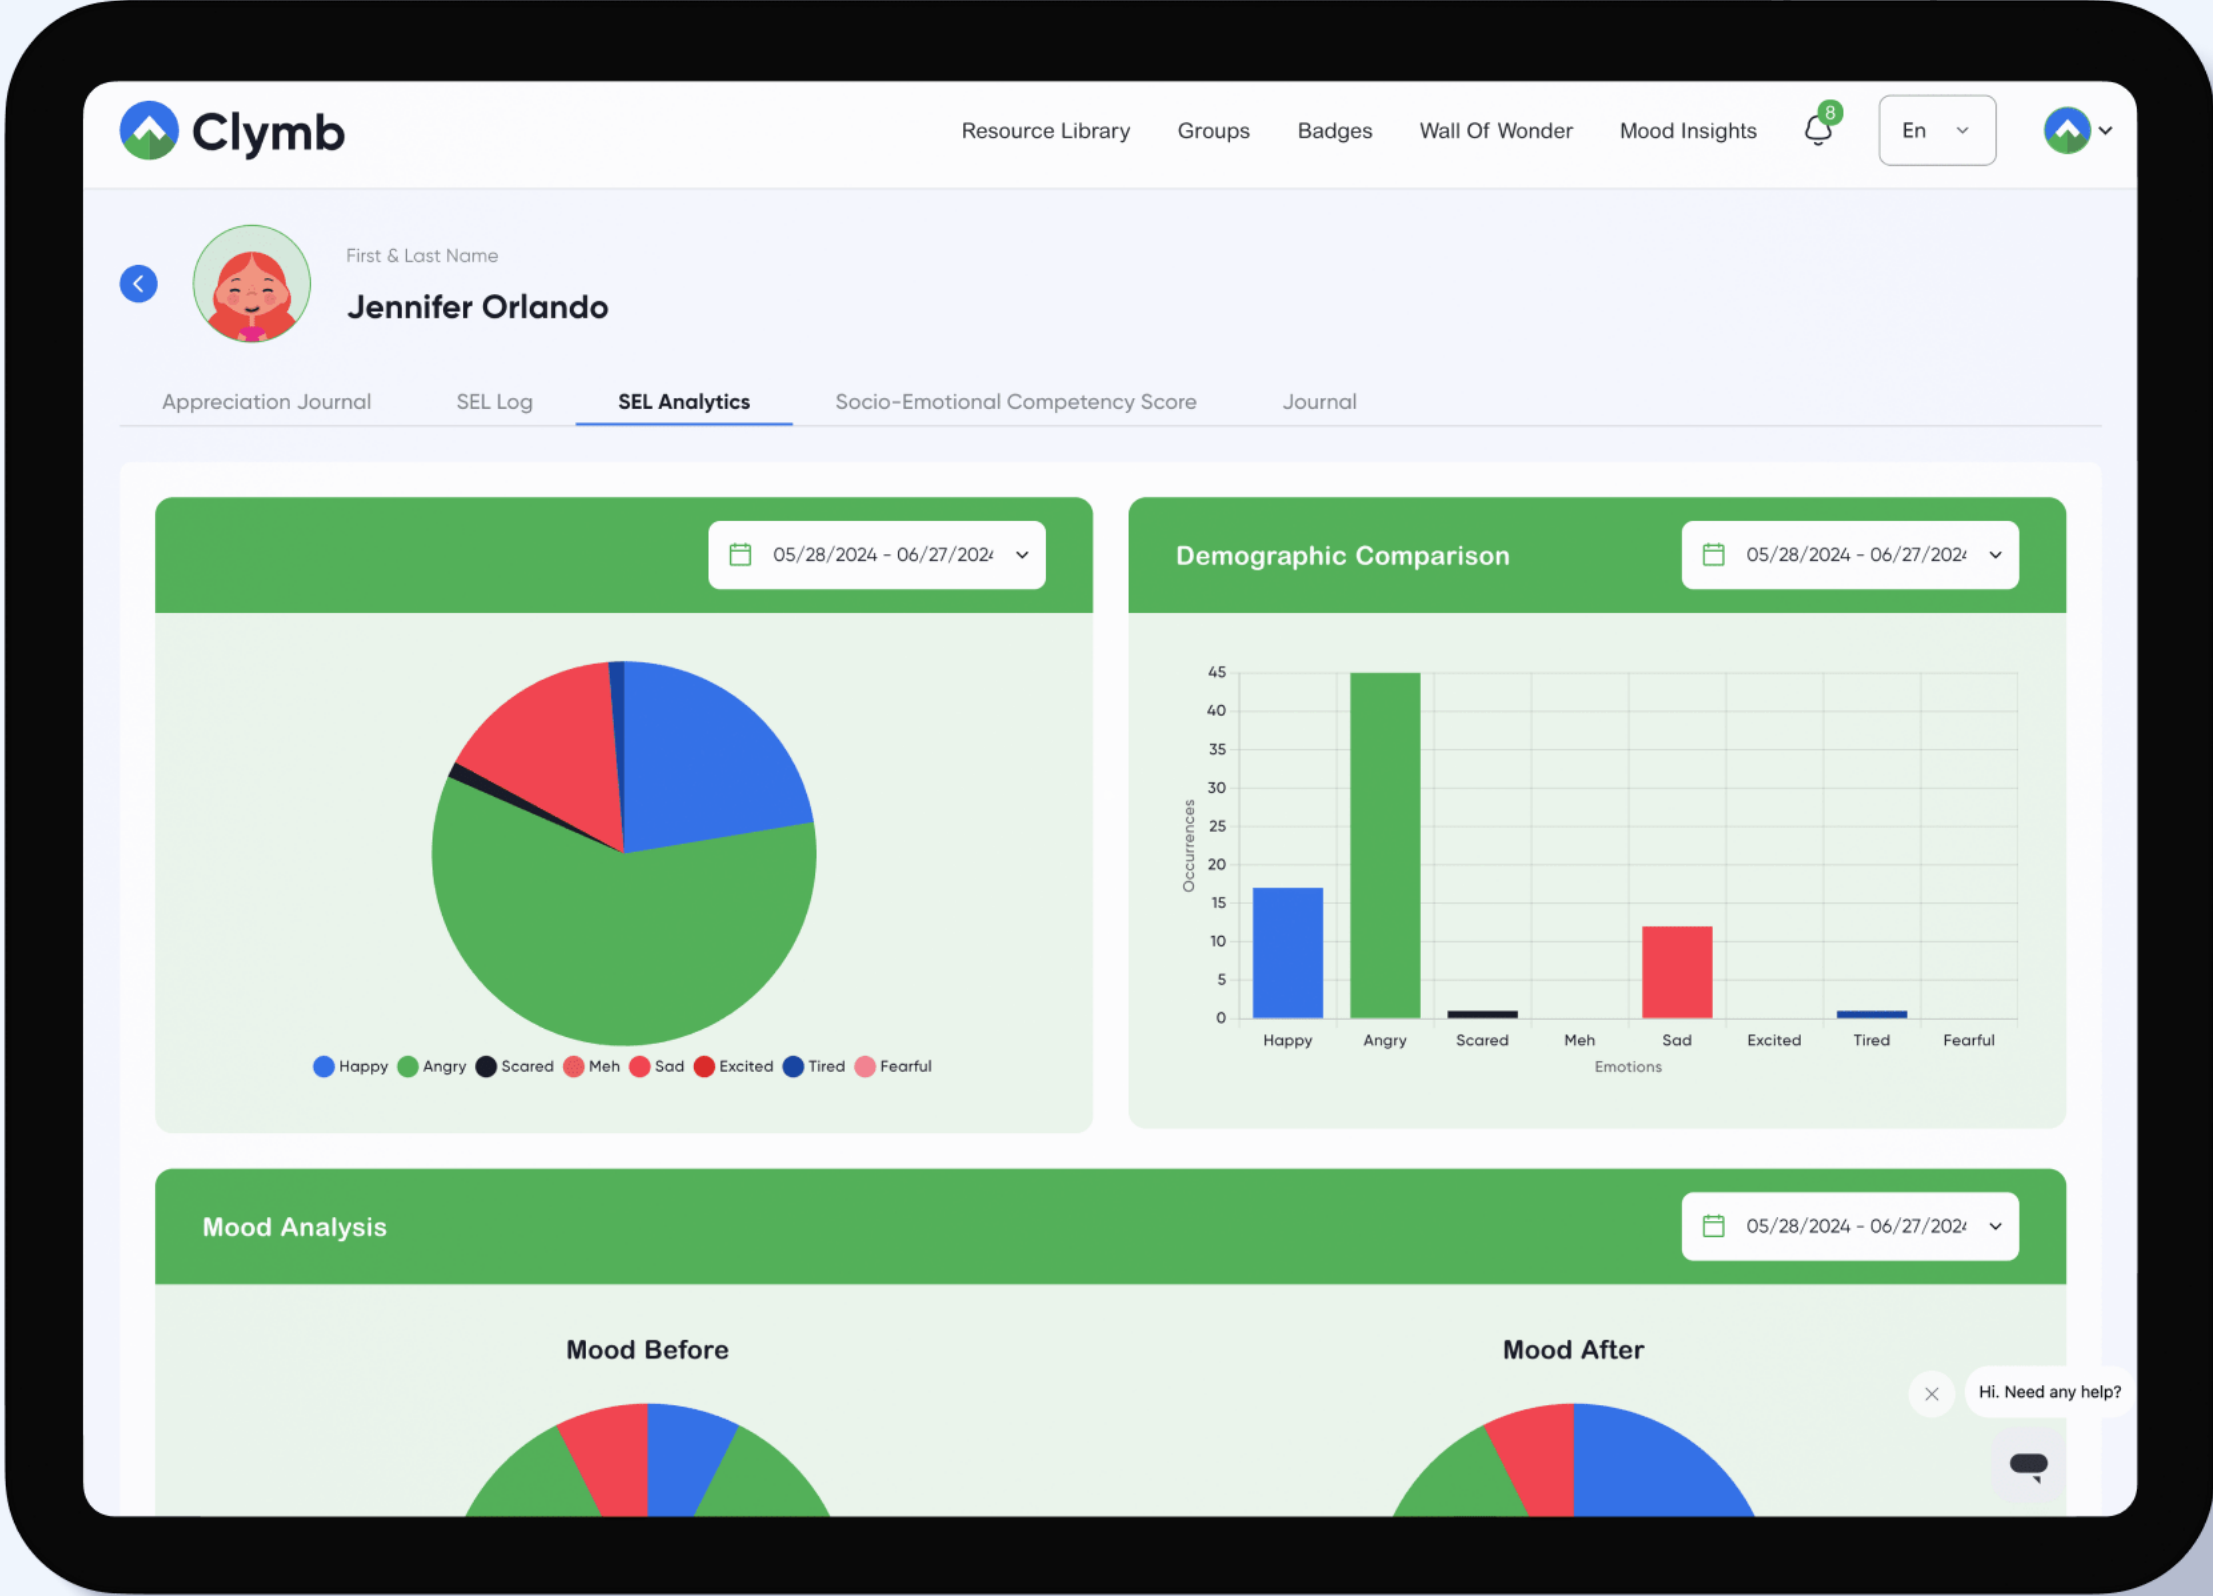 Clymb
Resource Library Groups Badges Wall Of Wonder Mood Insights 8 En
First & Last Name
Jennifer Orlando
Appreciation Journal SEL Log SEL Analytics Socio-Emotional Competency Score Journal
05/28/2024 - 06/27/2024
Happy Angry Scared Meh Sad Excited Tired Fearful
Demographic Comparison 05/28/2024 - 06/27/2024
45
40
35
30
25
20
15
10
5
0
Occurrences
Happy Angry Scared Meh Sad Excited Tired Fearful
Emotions
Mood Analysis 05/28/2024 - 06/27/2024
Mood Before Mood After
Hi. Need any help?